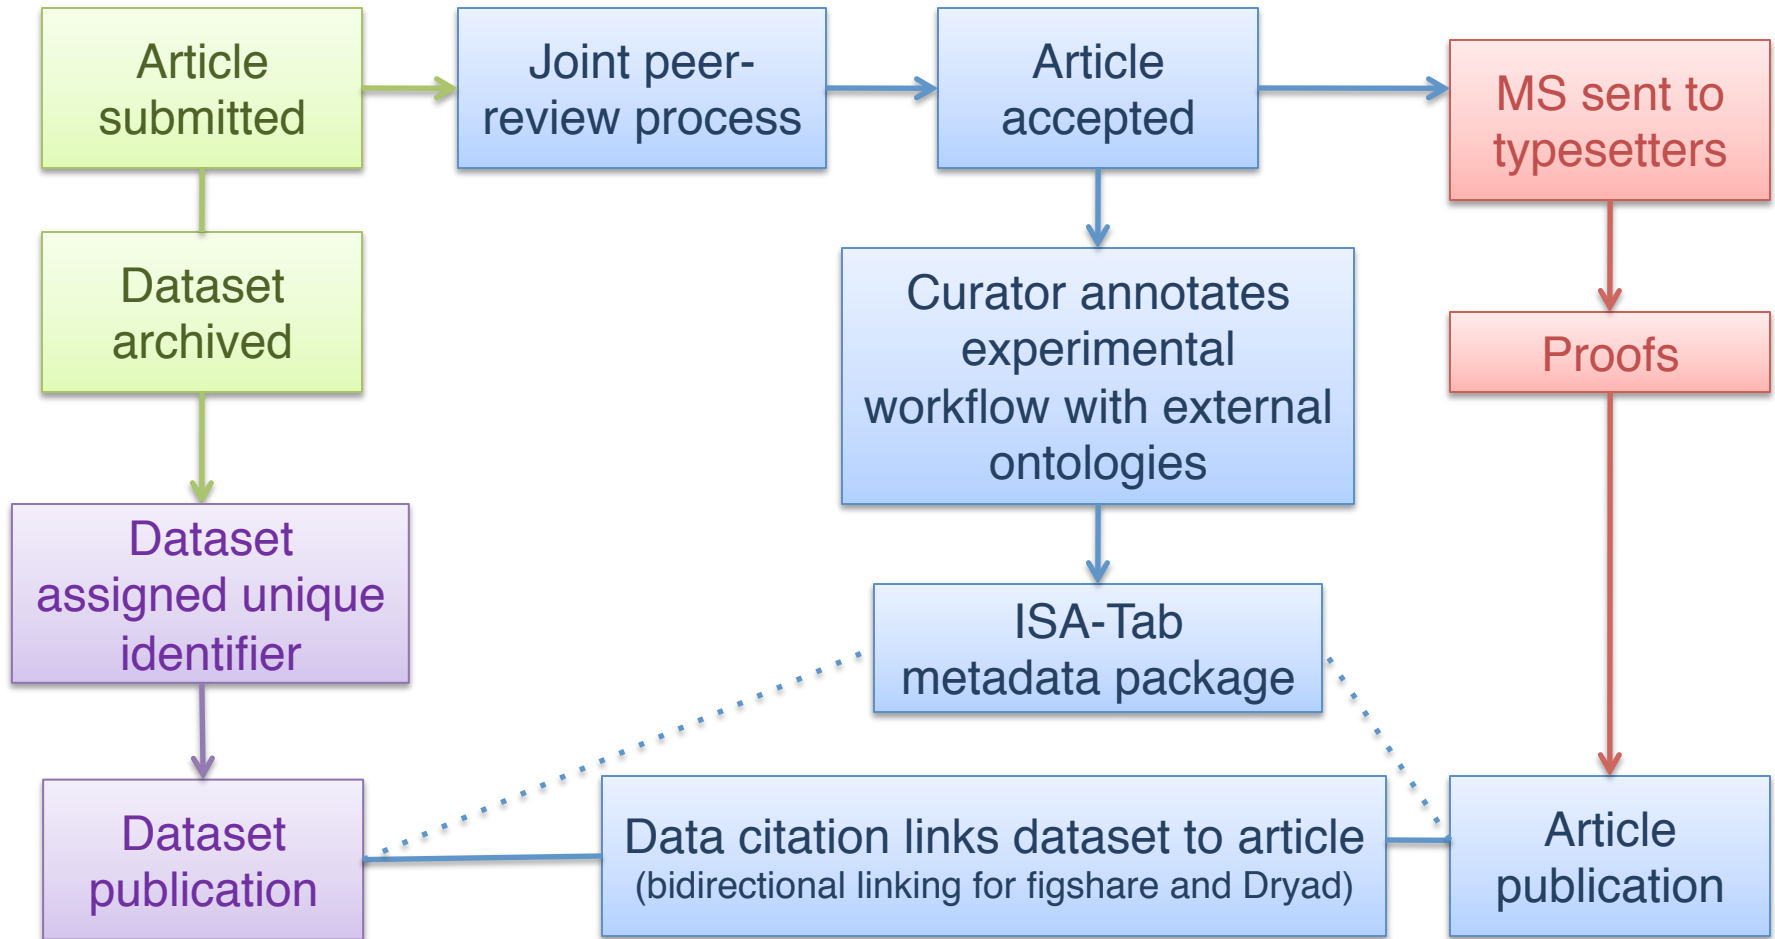 Article
submitted
Joint peer-
review process
Article
accepted
MS sent to
typesetters
Dataset
archived
Curator annotates
experimental
workflow with external
ontologies
Proofs
Dataset
assigned unique
identifier
ISA-Tab
metadata package
Dataset
publication
Data citation links dataset to article
(bidirectional linking for figshare and Dryad)
Article
publication